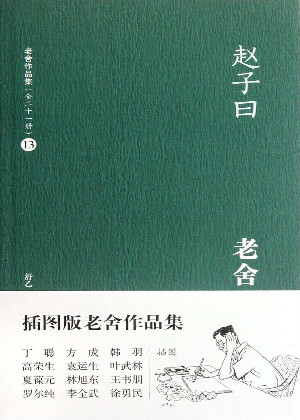 赵子曰
老舍
老舍作品集(全二十一册)
13
舒乙
插图版老舍作品集
丁聪 方成 韩羽 插图
高荣生 袁运生 叶武林
夏葆元 林旭东 王书朋
罗尔纯 李全武 徐勇民